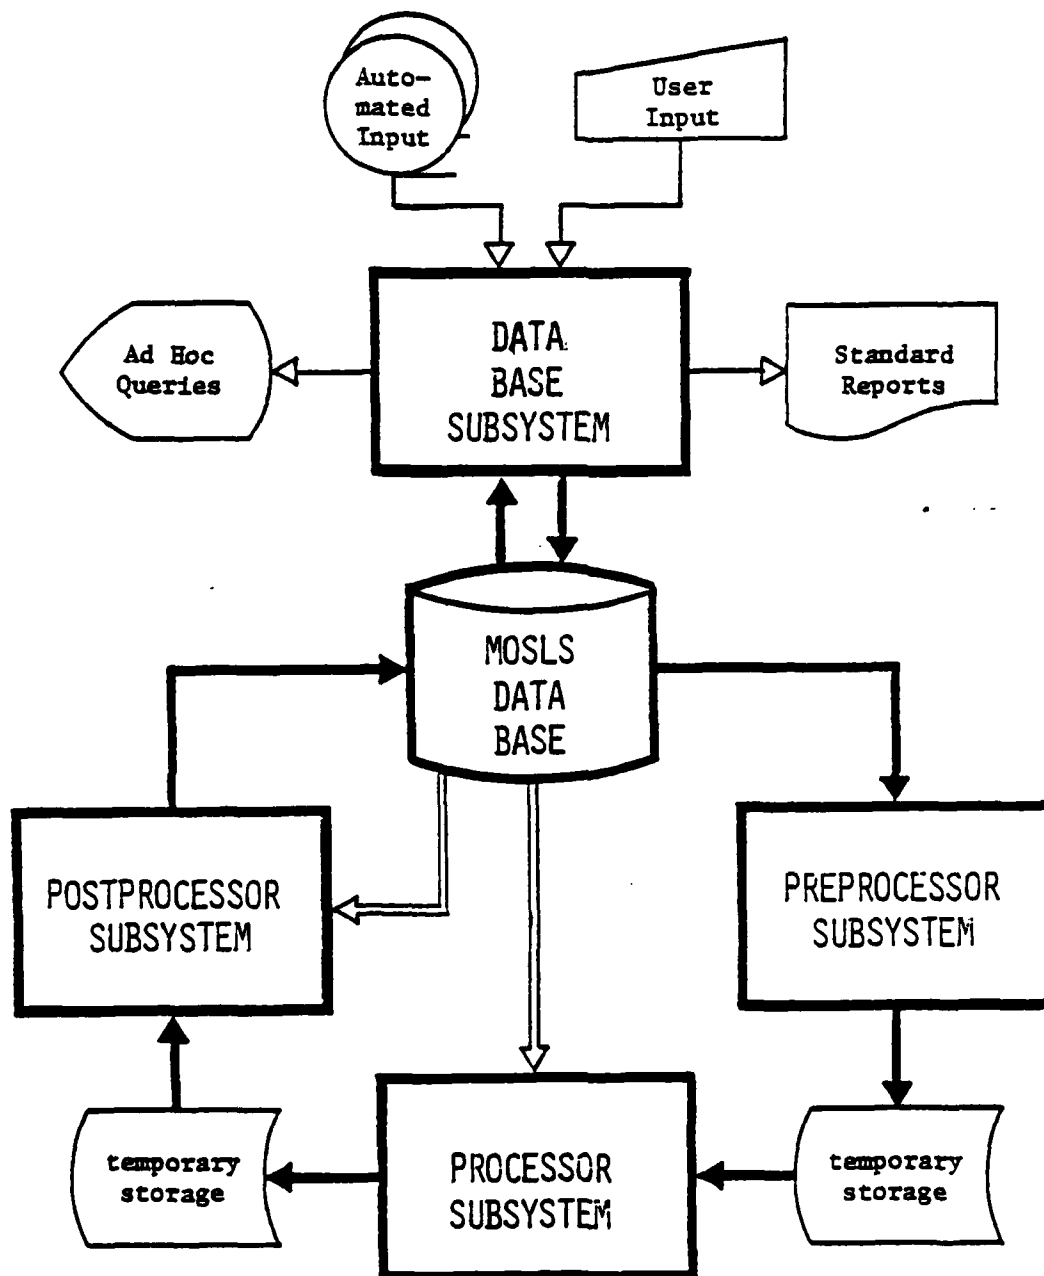 Auto-
mated
Input
User
Input
Ad Hoc
Queries
DATA
BASE
SUBSYSTEM
Standard
Reports
MOSLS
DATA
BASE
POSTPROCESSOR
SUBSYSTEM
PREPROCESSOR
SUBSYSTEM
temporary
storage
PROCESSOR
SUBSYSTEM
temporary
storage